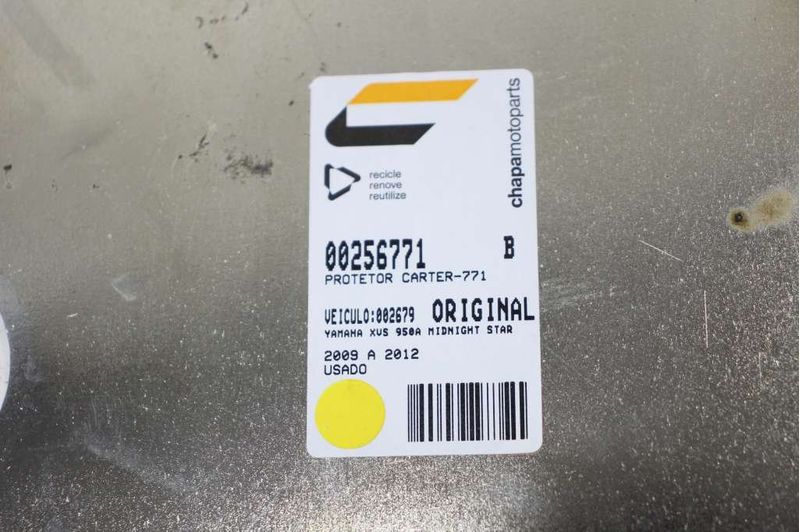 chapamotoparts
recicle
renove
reutilize
00256771 B
PROTETOR CARTER-771
VEICULO:002679 ORIGINAL
YAMAHA XVS 950A MIDNIGHT STAR
2009 A 2012
USADO